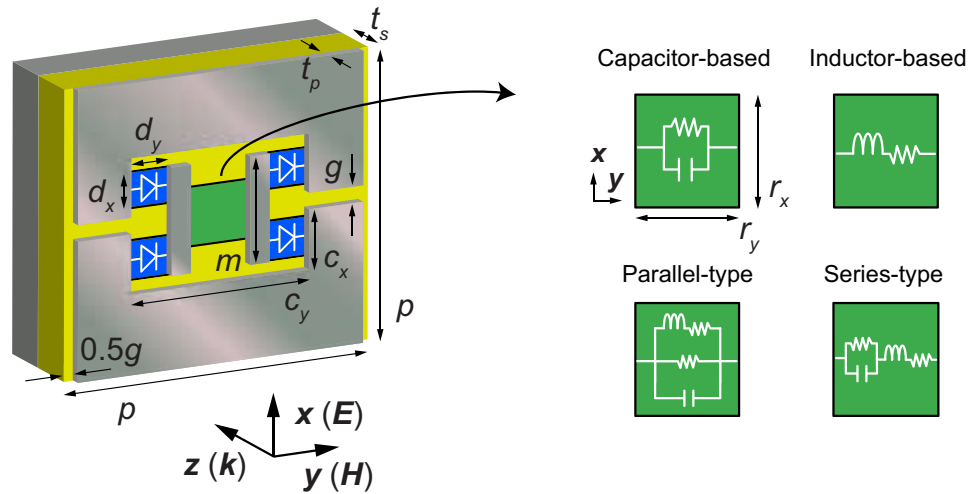 t_s
t_p
d_y
d_x
g
m
c_x
c_y
p
0.5g
p
x (E)
z (k)
y (H)
Capacitor-based
Inductor-based
x
y
r_x
r_y
Parallel-type
Series-type